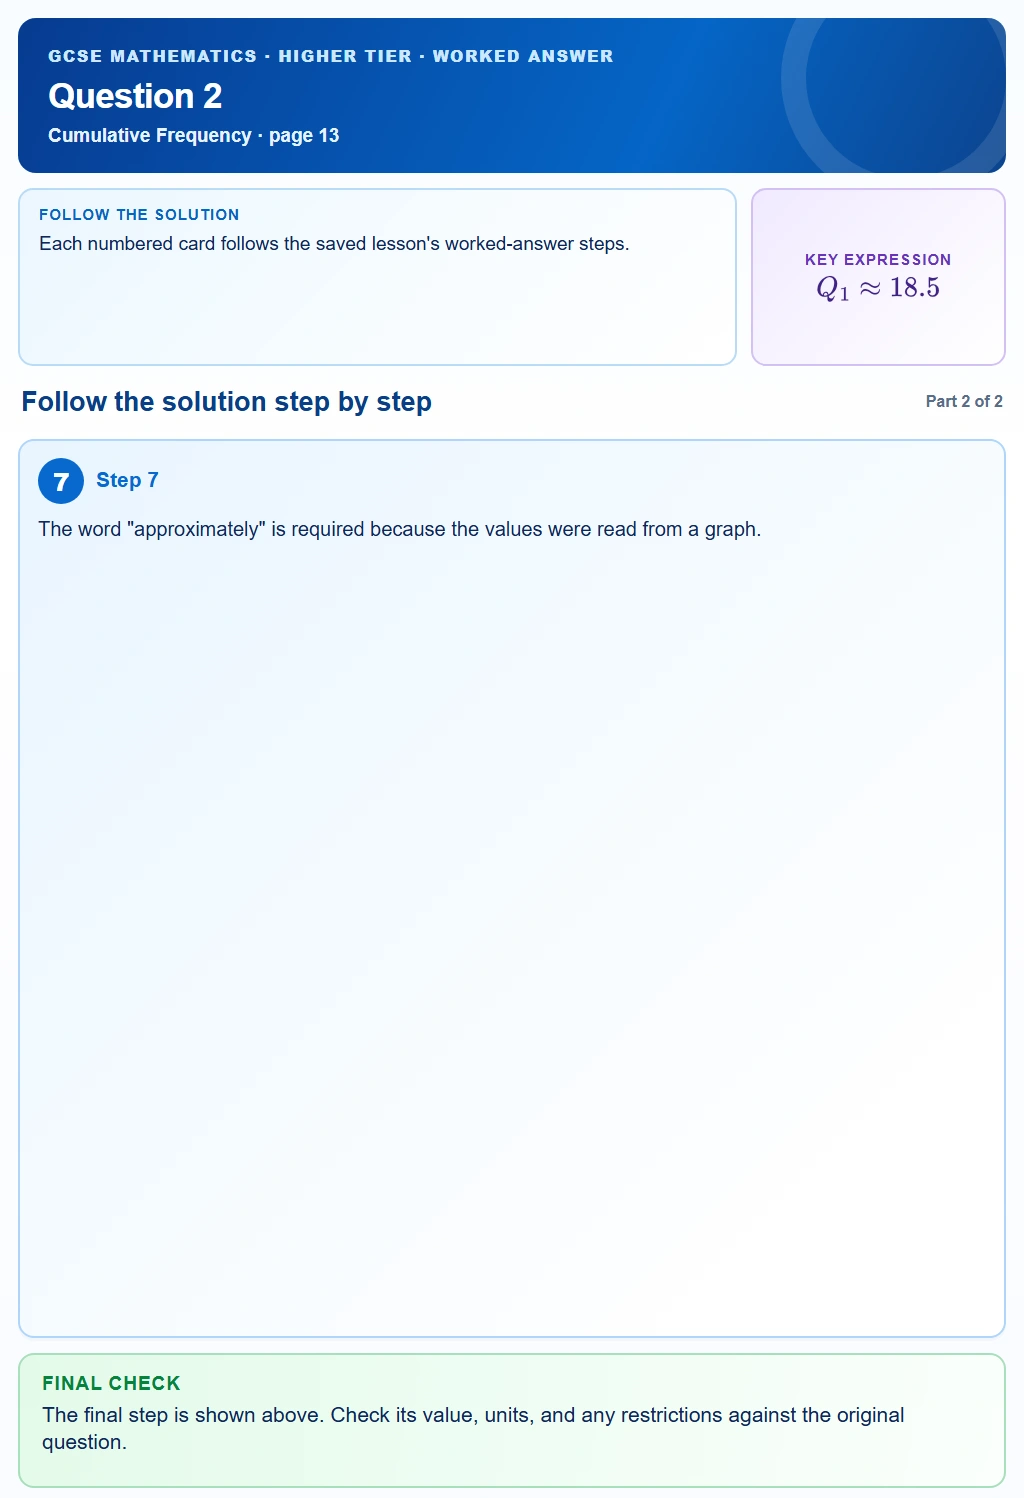 GCSE MATHEMATICS · HIGHER TIER · WORKED ANSWER
Question 2
Cumulative Frequency · page 13
FOLLOW THE SOLUTION
Each numbered card follows the saved lesson's worked-answer steps.
KEY EXPRESSION
Q₁ ≈ 18.5
Follow the solution step by step
Part 2 of 2
7 Step 7
The word "approximately" is required because the values were read from a graph.
FINAL CHECK
The final step is shown above. Check its value, units, and any restrictions against the original
question.